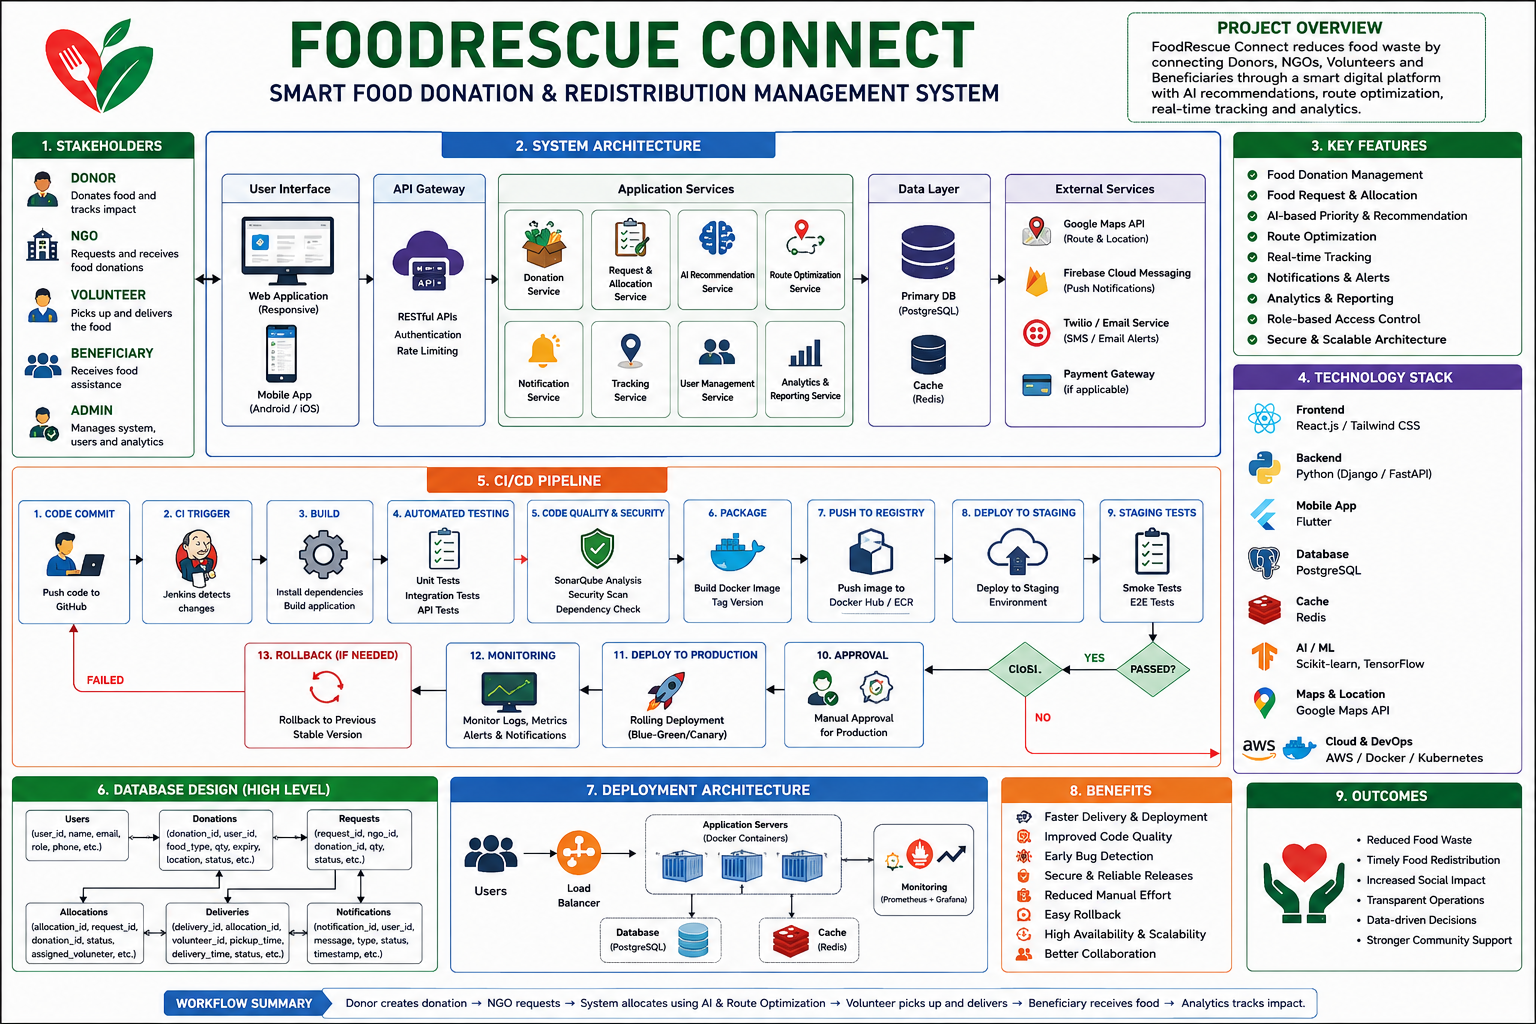 FOODRESCUE CONNECT
SMART FOOD DONATION & REDISTRIBUTION MANAGEMENT SYSTEM
PROJECT OVERVIEW
FoodRescue Connect reduces food waste by
connecting Donors, NGOs, Volunteers and
Beneficiaries through a smart digital platform
with AI recommendations, route optimization,
real-time tracking and analytics.
1. STAKEHOLDERS
DONOR
Donates food and
tracks impact
NGO
Requests and receives
food donations
VOLUNTEER
Picks up and delivers
the food
BENEFICIARY
Receives food
assistance
ADMIN
Manages system,
users and analytics
2. SYSTEM ARCHITECTURE
User Interface
Web Application
(Responsive)
Mobile App
(Android / iOS)
API Gateway
API
RESTful APIs
Authentication
Rate Limiting
Application Services
Donation
Service
Request &
Allocation
Service
AI Recommendation
Service
Route Optimization
Service
Notification
Service
Tracking
Service
User Management
Service
Analytics &
Reporting Service
Data Layer
Primary DB
(PostgreSQL)
Cache
(Redis)
External Services
Google Maps API
(Route & Location)
Firebase Cloud Messaging
(Push Notifications)
Twilio / Email Service
(SMS / Email Alerts)
Payment Gateway
(if applicable)
3. KEY FEATURES
Food Donation Management
Food Request & Allocation
AI-based Priority & Recommendation
Route Optimization
Real-time Tracking
Notifications & Alerts
Analytics & Reporting
Role-based Access Control
Secure & Scalable Architecture
4. TECHNOLOGY STACK
Frontend
React.js / Tailwind CSS
Backend
Python (Django / FastAPI)
Mobile App
Flutter
Database
PostgreSQL
Cache
Redis
AI / ML
Scikit-learn, TensorFlow
Maps & Location
Google Maps API
aws
Cloud & DevOps
AWS / Docker / Kubernetes
5. CI/CD PIPELINE
1. CODE COMMIT
Push code to
GitHub
2. CI TRIGGER
Jenkins detects
changes
3. BUILD
Install dependencies
Build application
4. AUTOMATED TESTING
Unit Tests
Integration Tests
API Tests
5. CODE QUALITY & SECURITY
SonarQube Analysis
Security Scan
Dependency Check
6. PACKAGE
Build Docker Image
Tag Version
7. PUSH TO REGISTRY
Push image to
Docker Hub / ECR
8. DEPLOY TO STAGING
Deploy to Staging
Environment
9. STAGING TESTS
Smoke Tests
E2E Tests
PASSED?
YES
NO
10. APPROVAL
Manual Approval
for Production
11. DEPLOY TO PRODUCTION
Rolling Deployment
(Blue-Green/Canary)
12. MONITORING
Monitor Logs, Metrics
Alerts & Notifications
13. ROLLBACK (IF NEEDED)
Rollback to Previous
Stable Version
FAILED
6. DATABASE DESIGN (HIGH LEVEL)
Users
(user_id, name, email,
role, phone, etc.)
Donations
(donation_id, user_id,
food_type, qty, expiry,
location, status, etc.)
Requests
(request_id, ngo_id,
donation_id, qty,
status, etc.)
Allocations
(allocation_id, request_id,
donation_id, status,
assigned_voluneter, etc.)
Deliveries
(delivery_id, allocation_id,
volunteer_id, pickup_time,
delivery_time, status, etc.)
Notifications
(notification_id, user_id,
message, type, status,
timestamp, etc.)
7. DEPLOYMENT ARCHITECTURE
Users
Load
Balancer
Application Servers
(Docker Containers)
Monitoring
(Prometheus + Grafana)
Database
(PostgreSQL)
Cache
(Redis)
8. BENEFITS
Faster Delivery & Deployment
Improved Code Quality
Early Bug Detection
Secure & Reliable Releases
Reduced Manual Effort
Easy Rollback
High Availability & Scalability
Better Collaboration
9. OUTCOMES
• Reduced Food Waste
• Timely Food Redistribution
• Increased Social Impact
• Transparent Operations
• Data-driven Decisions
• Stronger Community Support
WORKFLOW SUMMARY
Donor creates donation → NGO requests → System allocates using AI & Route Optimization → Volunteer picks up and delivers → Beneficiary receives food → Analytics tracks impact.